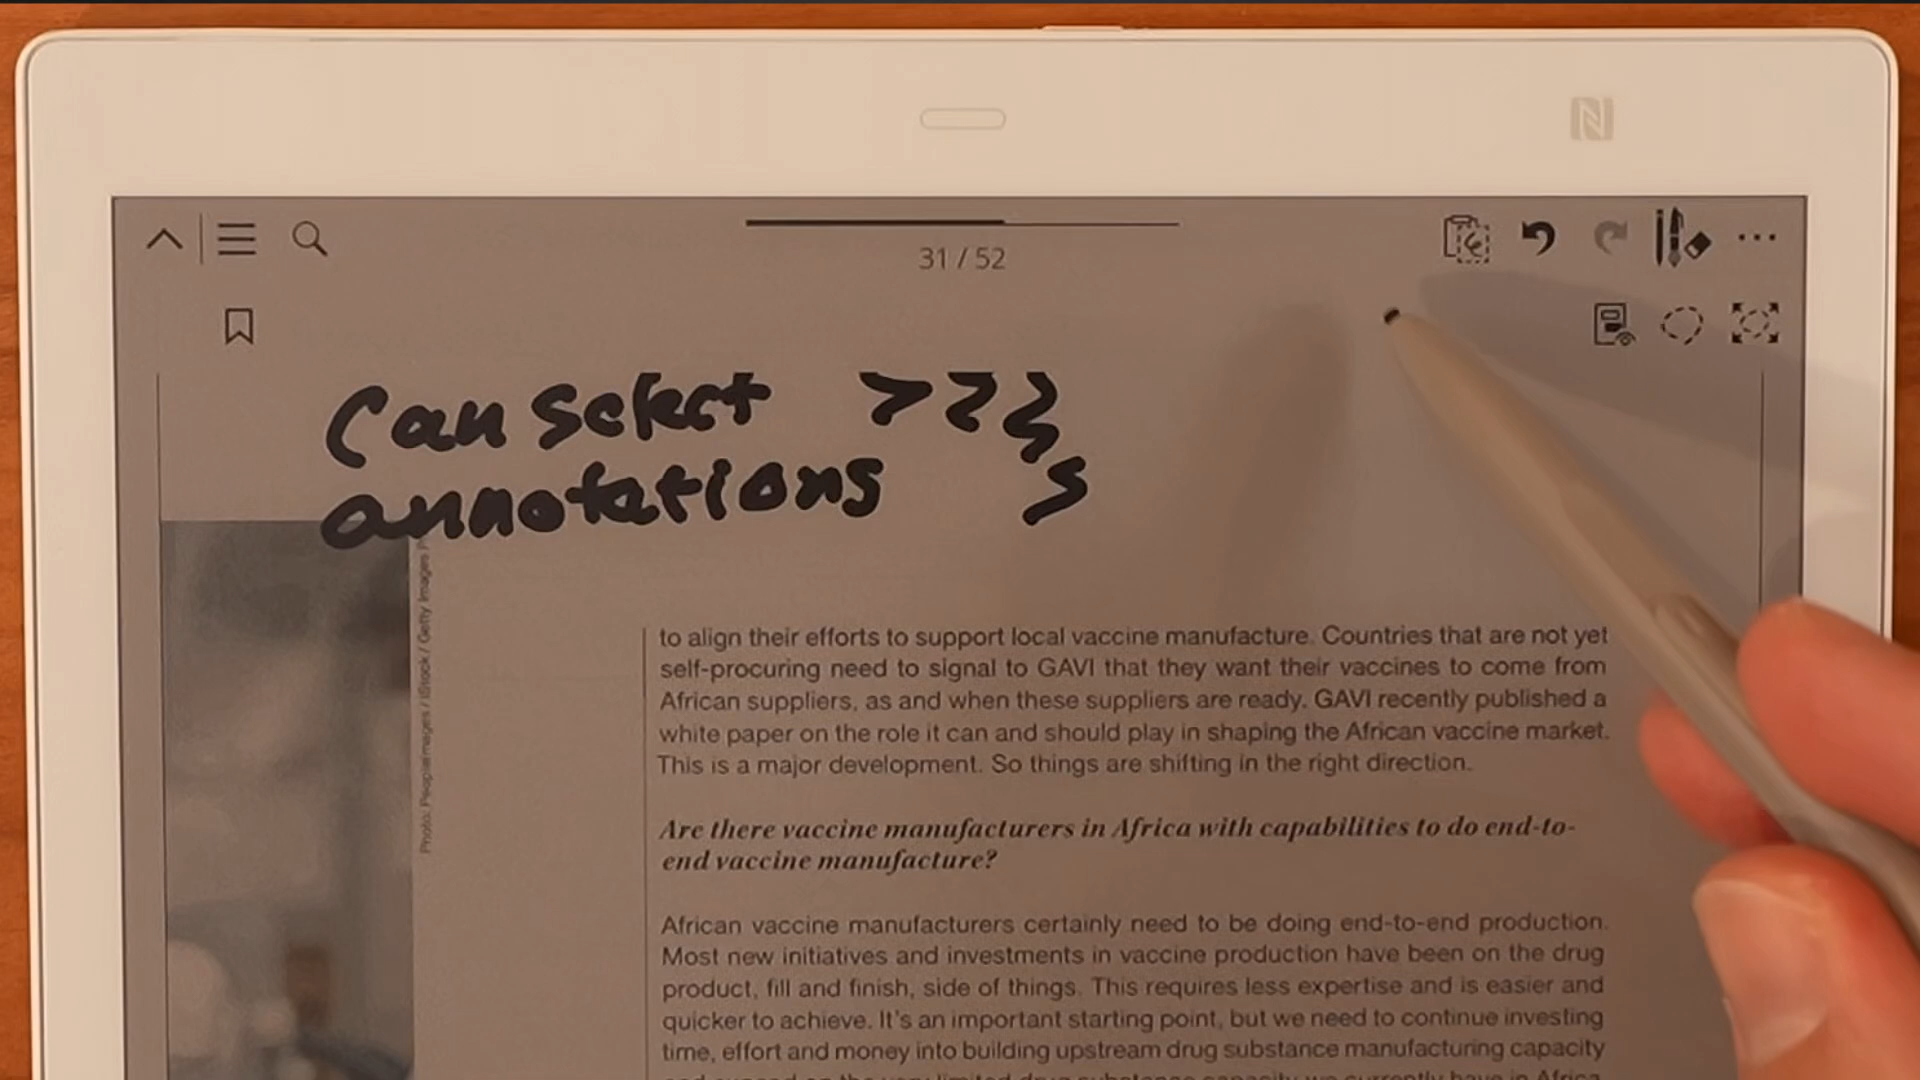 31 / 52
Can select
annotations
to align their efforts to support local vaccine manufacture. Countries that are not yet
self-procuring need to signal to GAVI that they want their vaccines to come from
African suppliers, as and when these suppliers are ready. GAVI recently published a
white paper on the role it can and should play in shaping the African vaccine market.
This is a major development. So things are shifting in the right direction.
Are there vaccine manufacturers in Africa with capabilities to do end-to-
end vaccine manufacture?
African vaccine manufacturers certainly need to be doing end-to-end production.
Most new initiatives and investments in vaccine production have been on the drug
product, fill and finish, side of things. This requires less expertise and is easier and
quicker to achieve. It's an important starting point, but we need to continue investing
time, effort and money into building upstream drug substance manufacturing capacity
Photo: Peopleimages / iStock / Getty Images